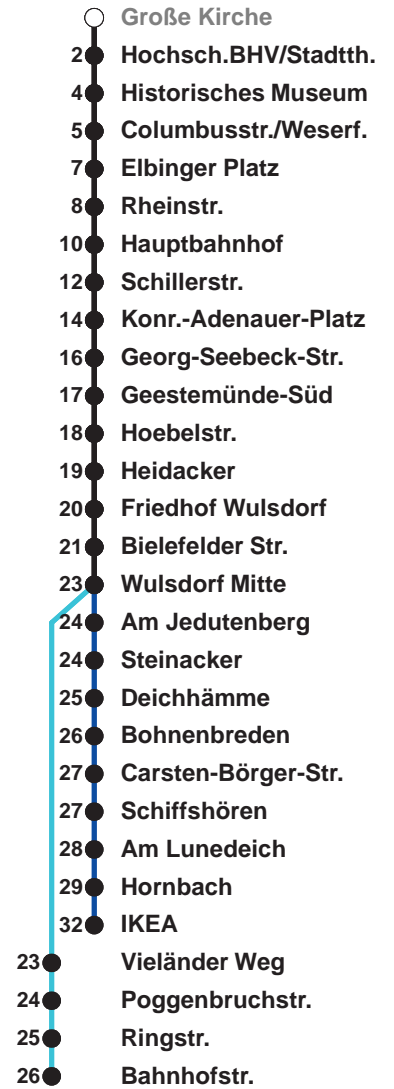 Große Kirche
2 Hochsch.BHV/Stadtth.
4 Historisches Museum
5 Columbusstr./Weserf.
7 Elbinger Platz
8 Rheinstr.
10 Hauptbahnhof
12 Schillerstr.
14 Konr.-Adenauer-Platz
16 Georg-Seebeck-Str.
17 Geestemünde-Süd
18 Hoebelstr.
19 Heidacker
20 Friedhof Wulsdorf
21 Bielefelder Str.
23 Wulsdorf Mitte
24 Am Jedutenberg
24 Steinacker
25 Deichhämme
26 Bohnenbreden
27 Carsten-Börger-Str.
27 Schiffshören
28 Am Lunedeich
29 Hornbach
32 IKEA
23 Vieländer Weg
24 Poggenbruchstr.
25 Ringstr.
26 Bahnhofstr.